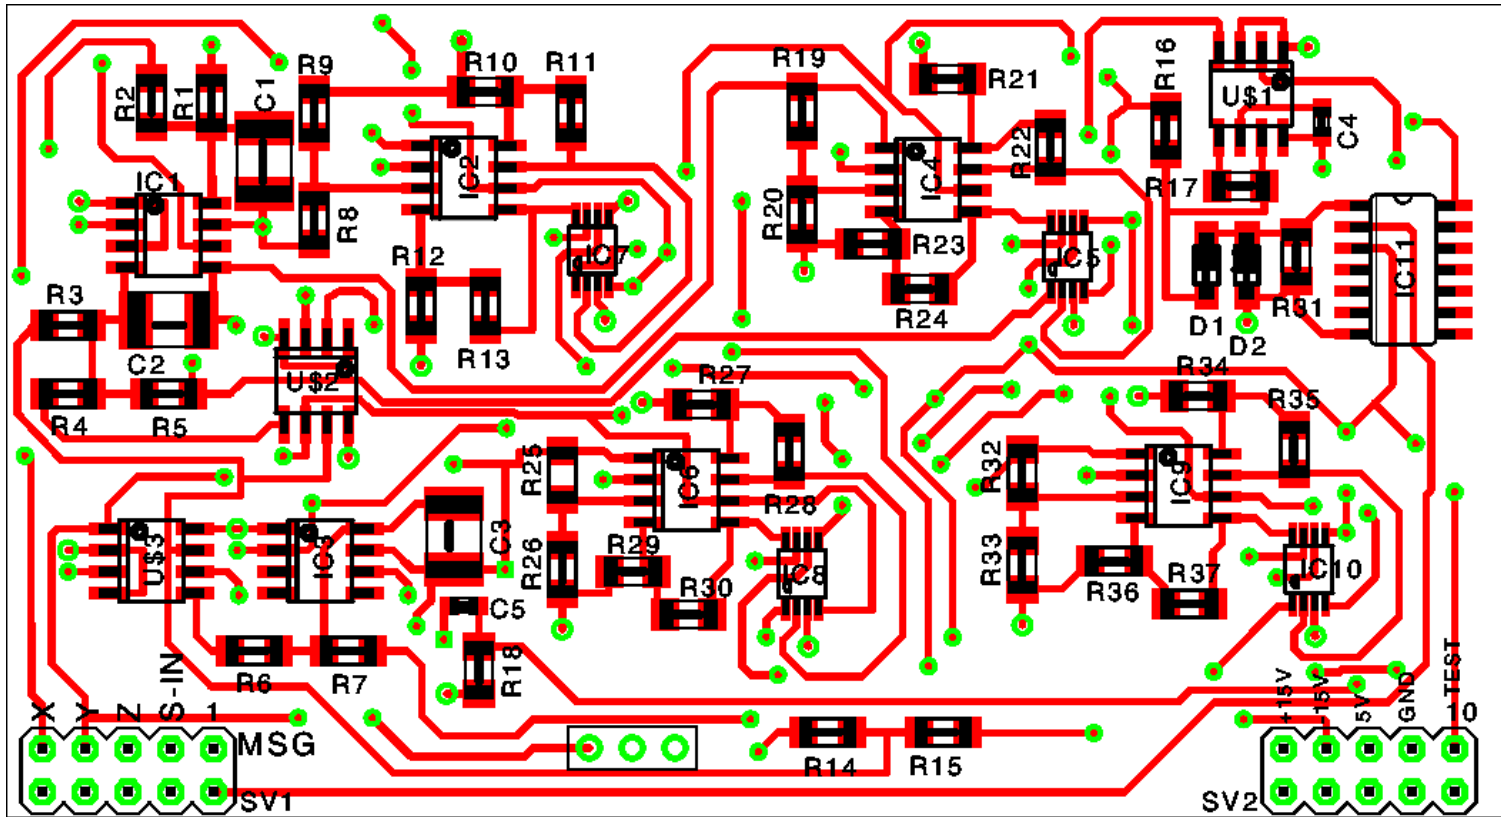 R2
R1
C1
R9
R10
R11
R19
R21
R16
U$1
C4
IC1
IC2
R8
IC7
R12
R13
R20
IC4
R22
R23
R24
IC5
R17
D1
D2
R31
IC11
R3
C2
R4
R5
U$2
R27
R28
R34
R35
R25
R26
IC6
R29
R30
IC8
R32
R33
IC9
R36
R37
IC10
U$3
IC3
C3
C5
R6
R7
R18
X
Y
Z
S-IN
1
MSG
SV1
R14
R15
+15V
-15V
5V
GND
TEST
10
SV2